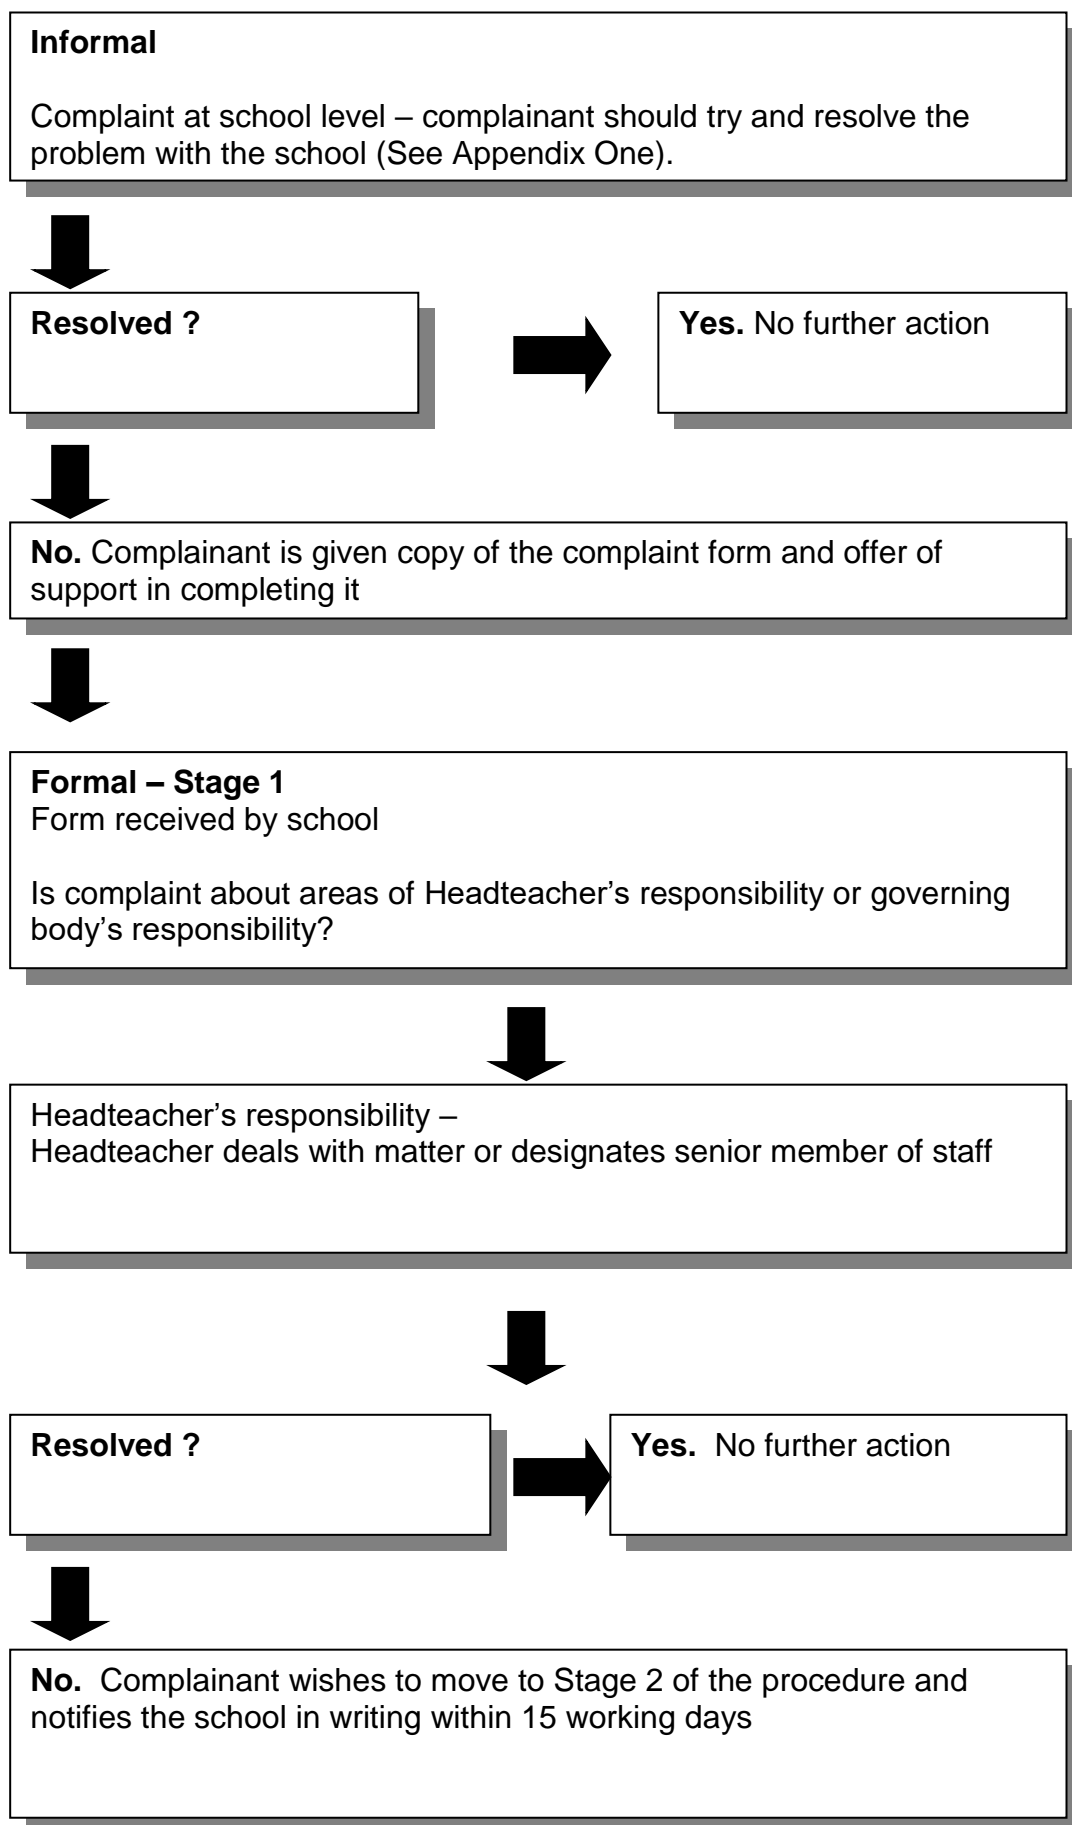 Informal
Complaint at school level – complainant should try and resolve the
problem with the school (See Appendix One).
Resolved ?
Yes. No further action
No. Complainant is given copy of the complaint form and offer of
support in completing it
Formal – Stage 1
Form received by school
Is complaint about areas of Headteacher’s responsibility or governing
body’s responsibility?
Headteacher’s responsibility –
Headteacher deals with matter or designates senior member of staff
Resolved ?
Yes. No further action
No. Complainant wishes to move to Stage 2 of the procedure and
notifies the school in writing within 15 working days